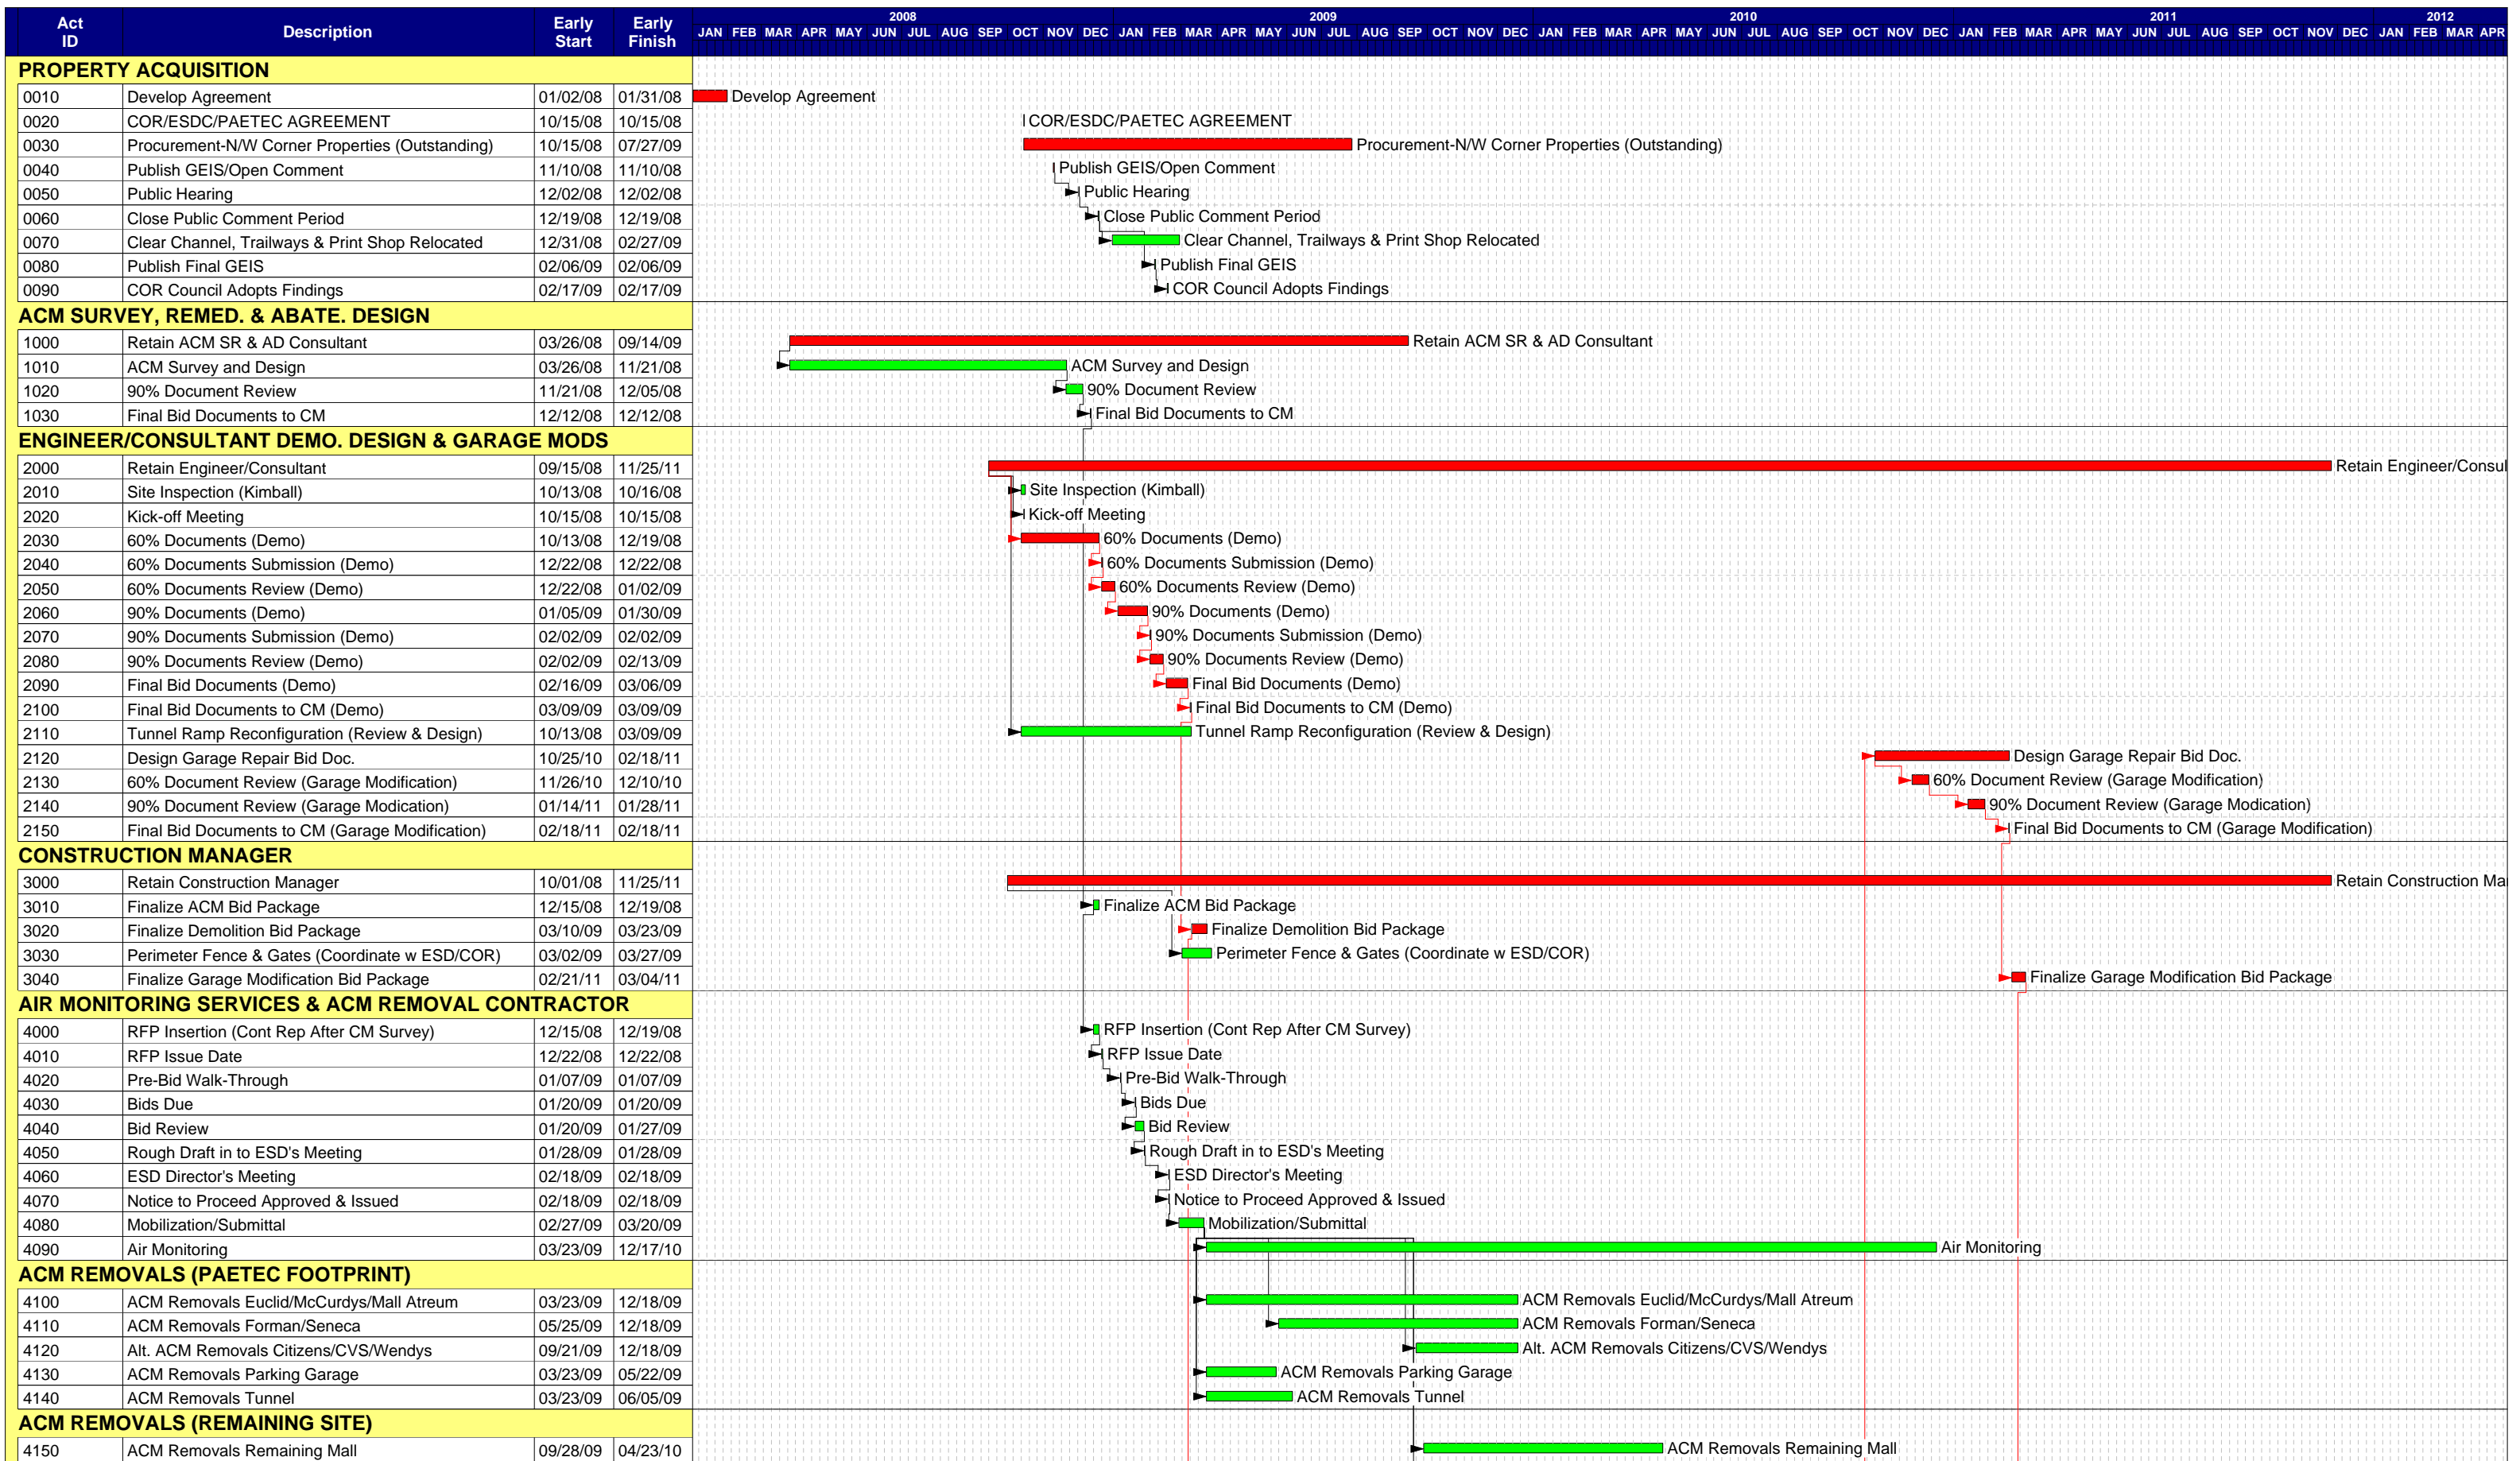 2008 2009 2010 2011 2012
Act ID Description Early Start Early Finish JAN FEB MAR APR MAY JUN JUL AUG SEP OCT NOV DEC JAN FEB MAR APR MAY JUN JUL AUG SEP OCT NOV DEC JAN FEB MAR APR MAY JUN JUL AUG SEP OCT NOV DEC JAN FEB MAR APR MAY JUN JUL AUG SEP OCT NOV DEC JAN FEB MAR APR
PROPERTY ACQUISITION
0010 Develop Agreement 01/02/08 01/31/08 Develop Agreement
0020 COR/ESDC/PAETEC AGREEMENT 10/15/08 10/15/08 COR/ESDC/PAETEC AGREEMENT
0030 Procurement-N/W Corner Properties (Outstanding) 10/15/08 07/27/09 Procurement-N/W Corner Properties (Outstanding)
0040 Publish GEIS/Open Comment 11/10/08 11/10/08 Publish GEIS/Open Comment
0050 Public Hearing 12/02/08 12/02/08 Public Hearing
0060 Close Public Comment Period 12/19/08 12/19/08 Close Public Comment Period
0070 Clear Channel, Trailways & Print Shop Relocated 12/31/08 02/27/09 Clear Channel, Trailways & Print Shop Relocated
0080 Publish Final GEIS 02/06/09 02/06/09 Publish Final GEIS
0090 COR Council Adopts Findings 02/17/09 02/17/09 COR Council Adopts Findings
ACM SURVEY, REMED. & ABATE. DESIGN
1000 Retain ACM SR & AD Consultant 03/26/08 09/14/09 Retain ACM SR & AD Consultant
1010 ACM Survey and Design 03/26/08 11/21/08 ACM Survey and Design
1020 90% Document Review 11/21/08 12/05/08 90% Document Review
1030 Final Bid Documents to CM 12/12/08 12/12/08 Final Bid Documents to CM
ENGINEER/CONSULTANT DEMO. DESIGN & GARAGE MODS
2000 Retain Engineer/Consultant 09/15/08 11/25/11 Retain Engineer/Consul
2010 Site Inspection (Kimball) 10/13/08 10/16/08 Site Inspection (Kimball)
2020 Kick-off Meeting 10/15/08 10/15/08 Kick-off Meeting
2030 60% Documents (Demo) 10/13/08 12/19/08 60% Documents (Demo)
2040 60% Documents Submission (Demo) 12/22/08 12/22/08 60% Documents Submission (Demo)
2050 60% Documents Review (Demo) 12/22/08 01/02/09 60% Documents Review (Demo)
2060 90% Documents (Demo) 01/05/09 01/30/09 90% Documents (Demo)
2070 90% Documents Submission (Demo) 02/02/09 02/02/09 90% Documents Submission (Demo)
2080 90% Documents Review (Demo) 02/02/09 02/13/09 90% Documents Review (Demo)
2090 Final Bid Documents (Demo) 02/16/09 03/06/09 Final Bid Documents (Demo)
2100 Final Bid Documents to CM (Demo) 03/09/09 03/09/09 Final Bid Documents to CM (Demo)
2110 Tunnel Ramp Reconfiguration (Review & Design) 10/13/08 03/09/09 Tunnel Ramp Reconfiguration (Review & Design)
2120 Design Garage Repair Bid Doc. 10/25/10 02/18/11 Design Garage Repair Bid Doc.
2130 60% Document Review (Garage Modification) 11/26/10 12/10/10 60% Document Review (Garage Modification)
2140 90% Document Review (Garage Modication) 01/14/11 01/28/11 90% Document Review (Garage Modication)
2150 Final Bid Documents to CM (Garage Modification) 02/18/11 02/18/11 Final Bid Documents to CM (Garage Modification)
CONSTRUCTION MANAGER
3000 Retain Construction Manager 10/01/08 11/25/11 Retain Construction Ma
3010 Finalize ACM Bid Package 12/15/08 12/19/08 Finalize ACM Bid Package
3020 Finalize Demolition Bid Package 03/10/09 03/23/09 Finalize Demolition Bid Package
3030 Perimeter Fence & Gates (Coordinate w ESD/COR) 03/02/09 03/27/09 Perimeter Fence & Gates (Coordinate w ESD/COR)
3040 Finalize Garage Modification Bid Package 02/21/11 03/04/11 Finalize Garage Modification Bid Package
AIR MONITORING SERVICES & ACM REMOVAL CONTRACTOR
4000 RFP Insertion (Cont Rep After CM Survey) 12/15/08 12/19/08 RFP Insertion (Cont Rep After CM Survey)
4010 RFP Issue Date 12/22/08 12/22/08 RFP Issue Date
4020 Pre-Bid Walk-Through 01/07/09 01/07/09 Pre-Bid Walk-Through
4030 Bids Due 01/20/09 01/20/09 Bids Due
4040 Bid Review 01/20/09 01/27/09 Bid Review
4050 Rough Draft in to ESD's Meeting 01/28/09 01/28/09 Rough Draft in to ESD's Meeting
4060 ESD Director's Meeting 02/18/09 02/18/09 ESD Director's Meeting
4070 Notice to Proceed Approved & Issued 02/18/09 02/18/09 Notice to Proceed Approved & Issued
4080 Mobilization/Submittal 02/27/09 03/20/09 Mobilization/Submittal
4090 Air Monitoring 03/23/09 12/17/10 Air Monitoring
ACM REMOVALS (PAETEC FOOTPRINT)
4100 ACM Removals Euclid/McCurdys/Mall Atreum 03/23/09 12/18/09 ACM Removals Euclid/McCurdys/Mall Atreum
4110 ACM Removals Forman/Seneca 05/25/09 12/18/09 ACM Removals Forman/Seneca
4120 Alt. ACM Removals Citizens/CVS/Wendys 09/21/09 12/18/09 Alt. ACM Removals Citizens/CVS/Wendys
4130 ACM Removals Parking Garage 03/23/09 05/22/09 ACM Removals Parking Garage
4140 ACM Removals Tunnel 03/23/09 06/05/09 ACM Removals Tunnel
ACM REMOVALS (REMAINING SITE)
4150 ACM Removals Remaining Mall 09/28/09 04/23/10 ACM Removals Remaining Mall